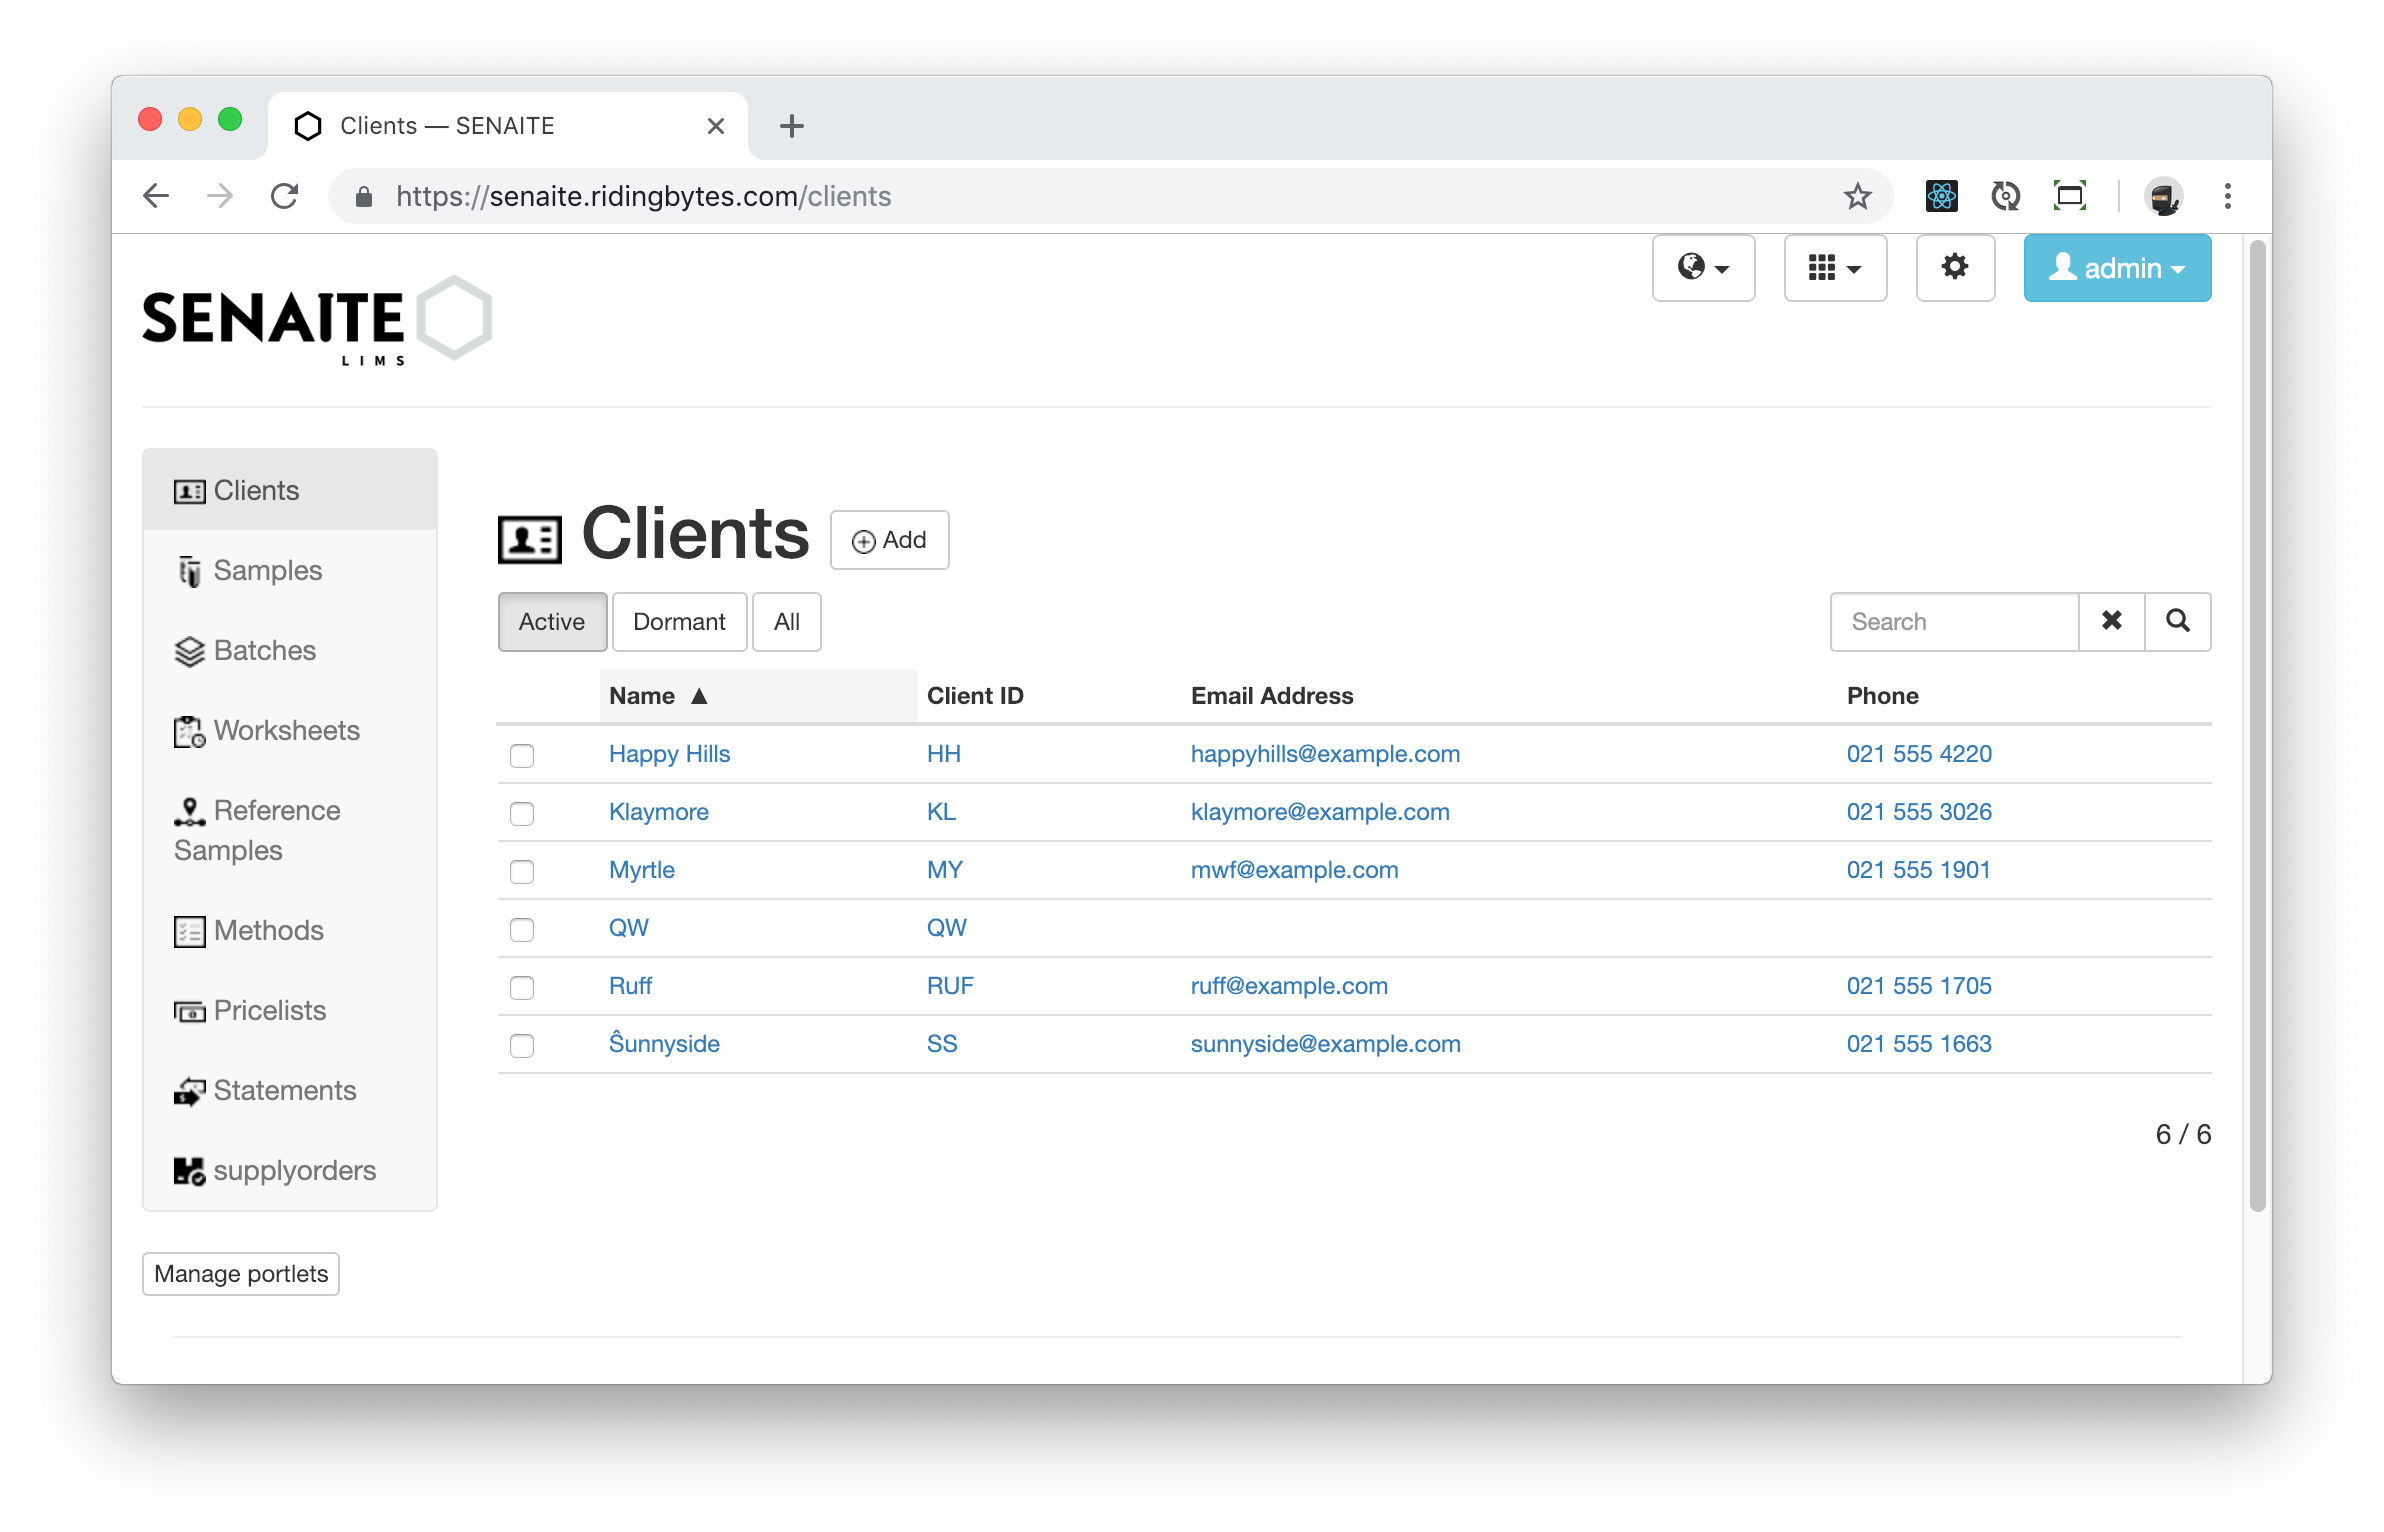 Clients — SENAITE
https://senaite.ridingbytes.com/clients
admin
SENAITE
LIMS
Clients
Samples
Batches
Worksheets
Reference
Samples
Methods
Pricelists
Statements
supplyorders
Manage portlets
Clients Add
Active Dormant All Search
Name ▲ Client ID Email Address Phone
Happy Hills HH happyhills@example.com 021 555 4220
Klaymore KL klaymore@example.com 021 555 3026
Myrtle MY mwf@example.com 021 555 1901
QW QW
Ruff RUF ruff@example.com 021 555 1705
Ŝunnyside SS sunnyside@example.com 021 555 1663
6 / 6